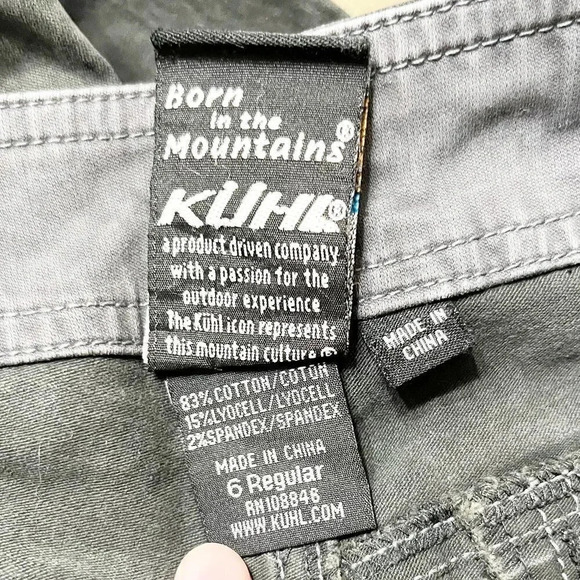 Born
in the
Mountains®
KÜHL®
a product driven company
with a passion for the
outdoor experience
The Kühl icon represents
this mountain culture ®
83% COTTON/COTON
15%LYOCELL/LYOCELL
2%SPANDEX/SPANDEX
MADE IN CHINA
6 Regular
RN108846
WWW.KUHL.COM
MADE IN
CHINA